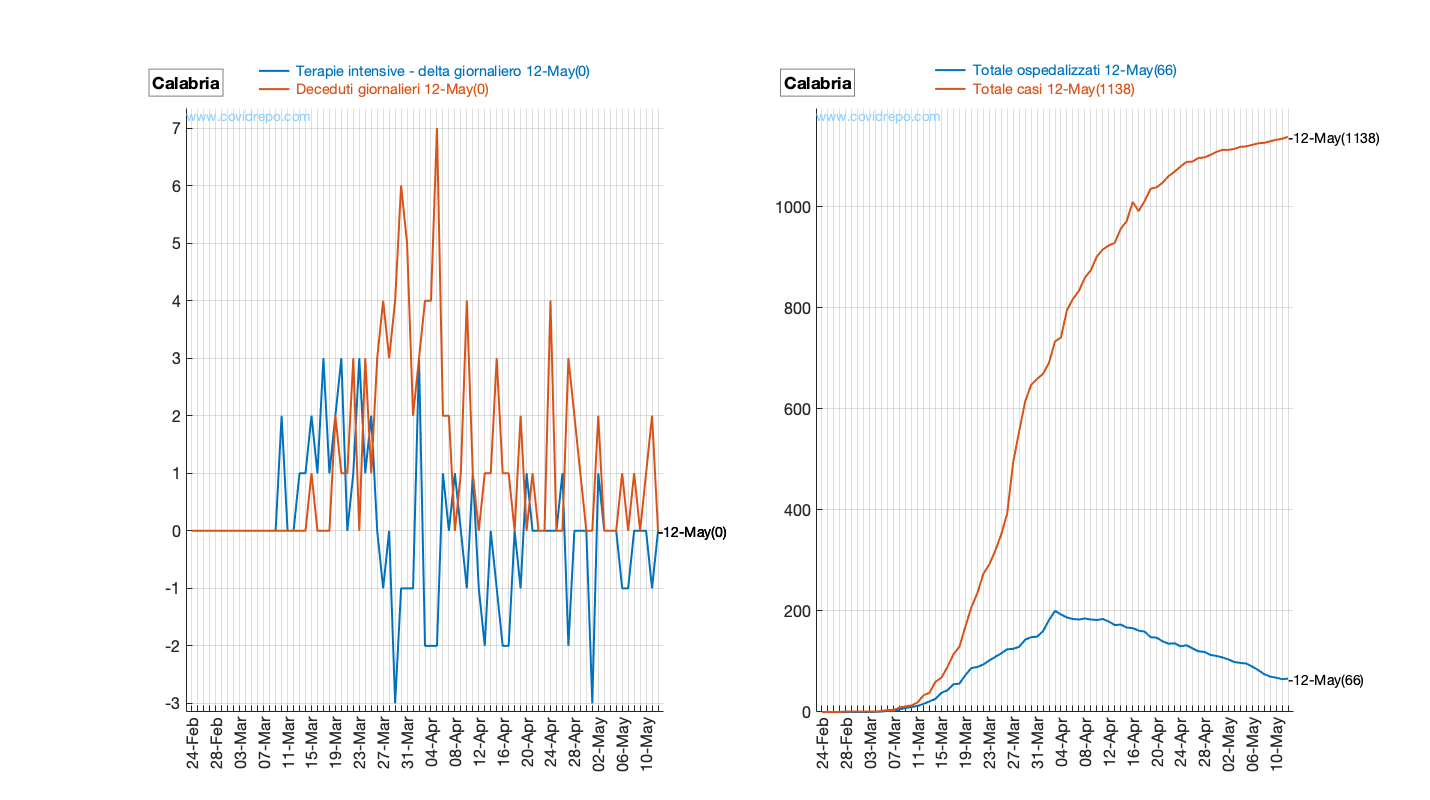 Calabria
Terapie intensive - delta giornaliero 12-May(0)
Deceduti giornalieri 12-May(0)
www.covidrepo.com
7
6
5
4
3
2
1
0
-1
-2
-3
-12-May(0)
24-Feb
28-Feb
03-Mar
07-Mar
11-Mar
15-Mar
19-Mar
23-Mar
27-Mar
31-Mar
04-Apr
08-Apr
12-Apr
16-Apr
20-Apr
24-Apr
28-Apr
02-May
06-May
10-May
Calabria
Totale ospedalizzati 12-May(66)
Totale casi 12-May(1138)
www.covidrepo.com
1000
800
600
400
200
0
-12-May(1138)
-12-May(66)
24-Feb
28-Feb
03-Mar
07-Mar
11-Mar
15-Mar
19-Mar
23-Mar
27-Mar
31-Mar
04-Apr
08-Apr
12-Apr
16-Apr
20-Apr
24-Apr
28-Apr
02-May
06-May
10-May